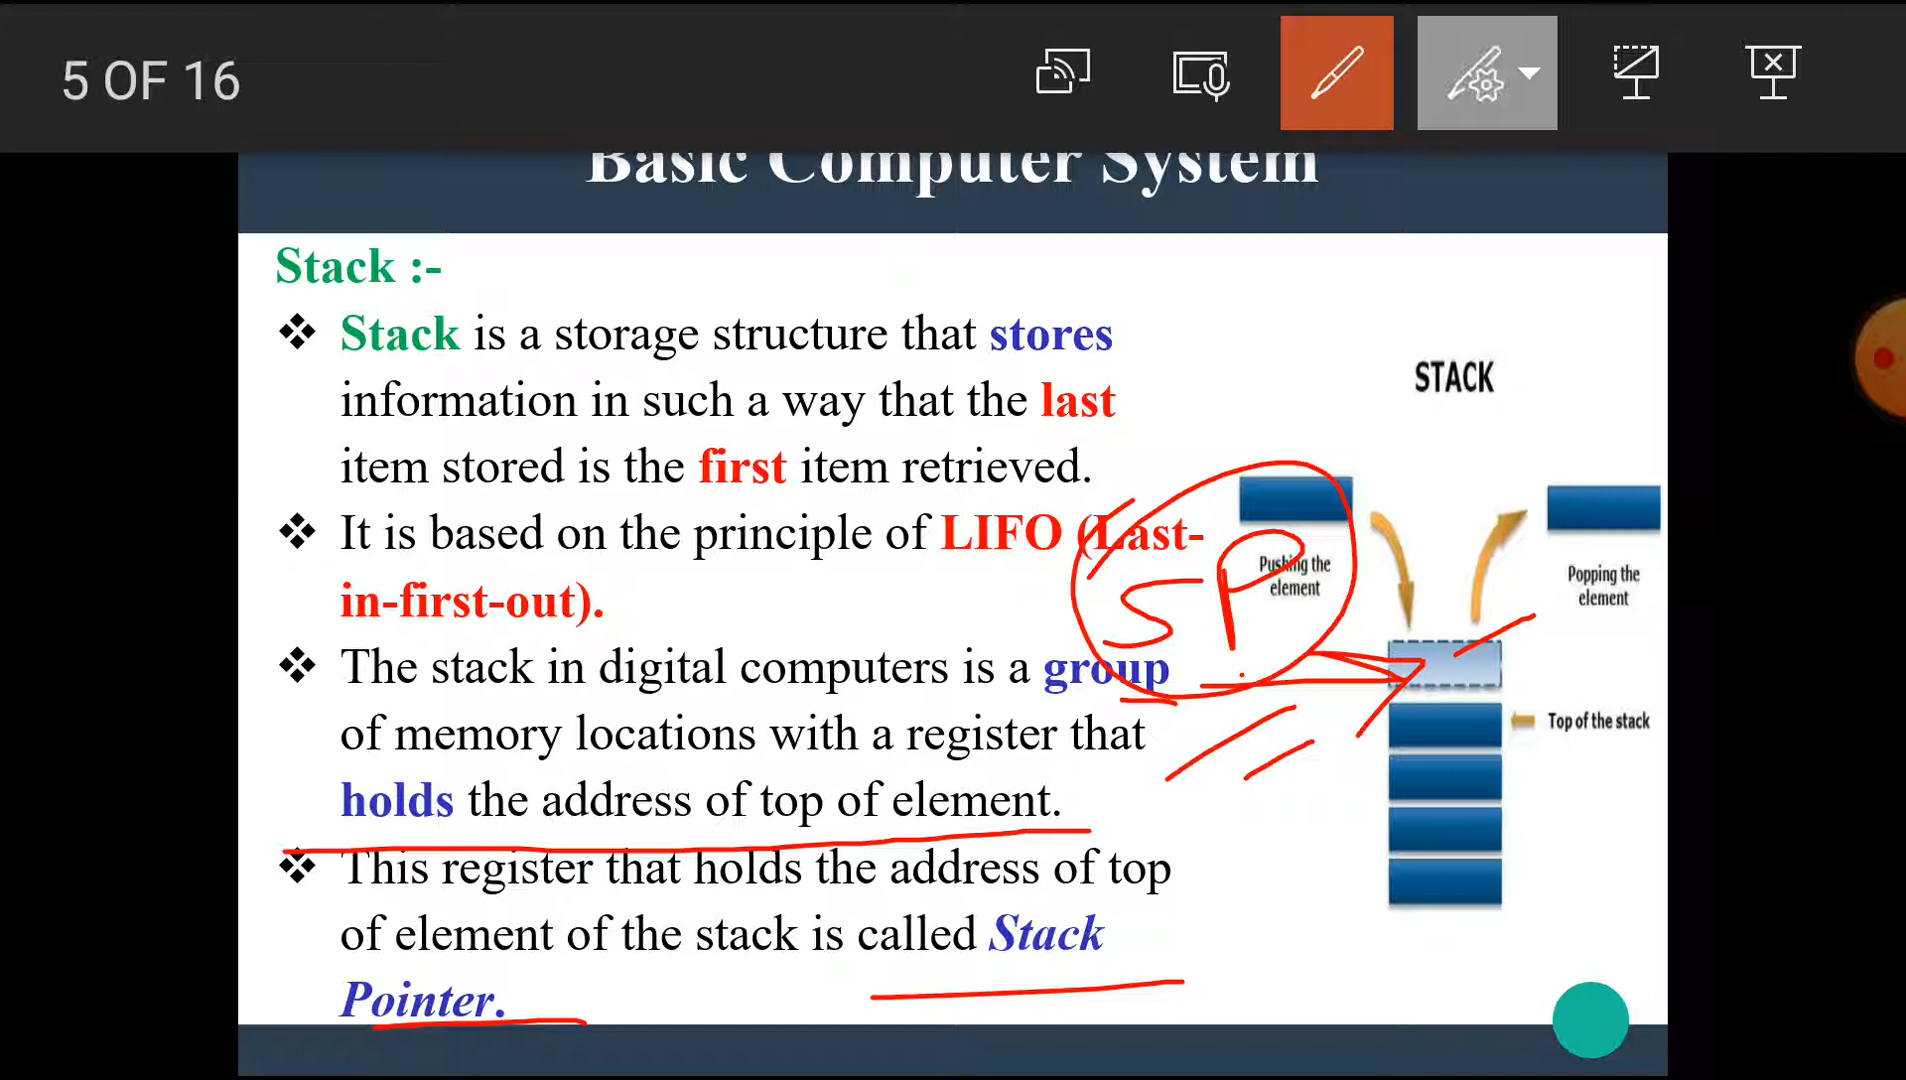 5 OF 16
Basic Computer System
Stack :-
❖ Stack is a storage structure that stores
information in such a way that the last
item stored is the first item retrieved.
❖ It is based on the principle of LIFO (Last-
in-first-out).
❖ The stack in digital computers is a group
of memory locations with a register that
holds the address of top of element.
❖ This register that holds the address of top
of element of the stack is called Stack
Pointer.
STACK
Pushing the
element
SP
Popping the
element
Top of the stack